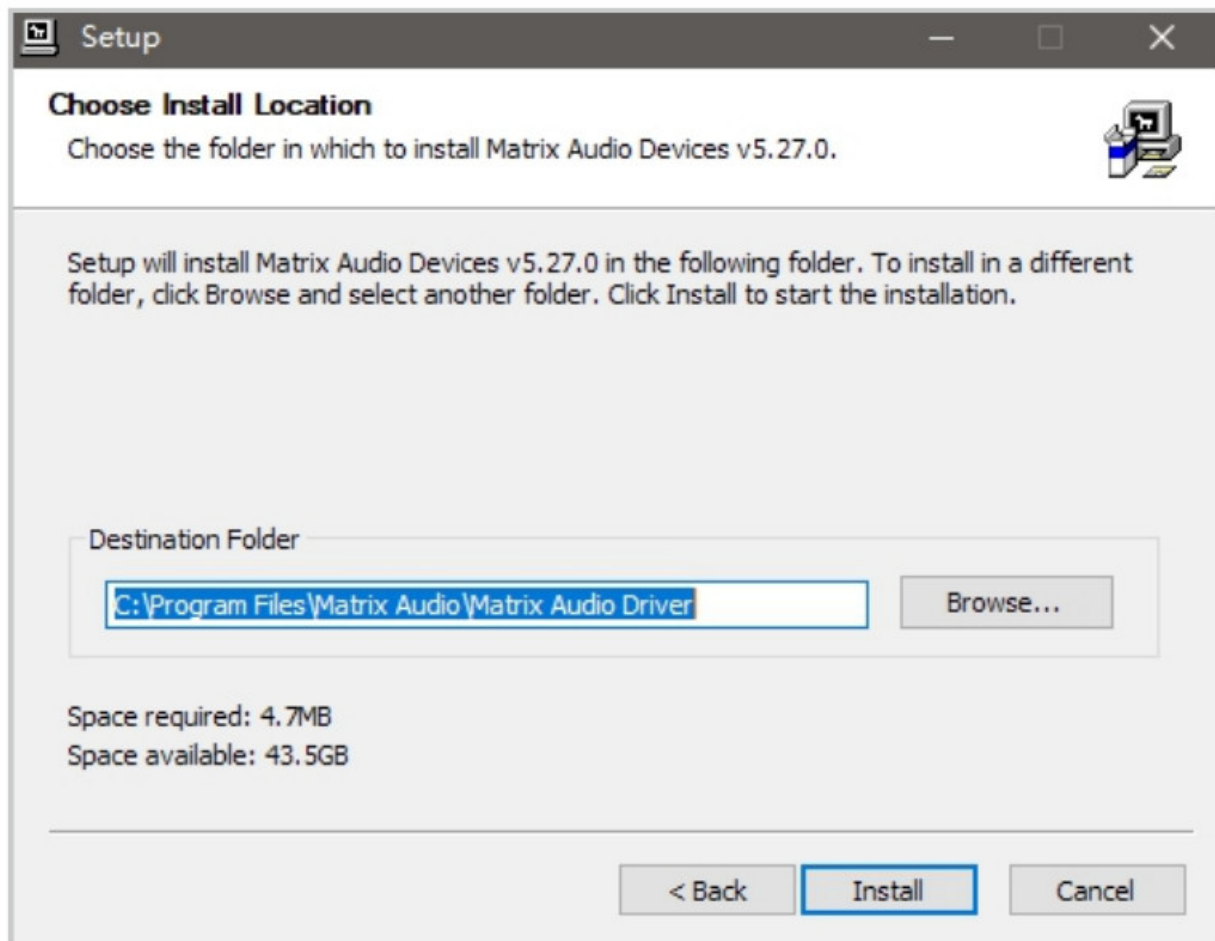 Setup
Choose Install Location
Choose the folder in which to install Matrix Audio Devices v5.27.0.
Setup will install Matrix Audio Devices v5.27.0 in the following folder. To install in a different
folder, click Browse and select another folder. Click Install to start the installation.
Destination Folder
C:\Program Files\Matrix Audio\Matrix Audio Driver
Browse...
Space required: 4.7MB
Space available: 43.5GB
< Back
Install
Cancel